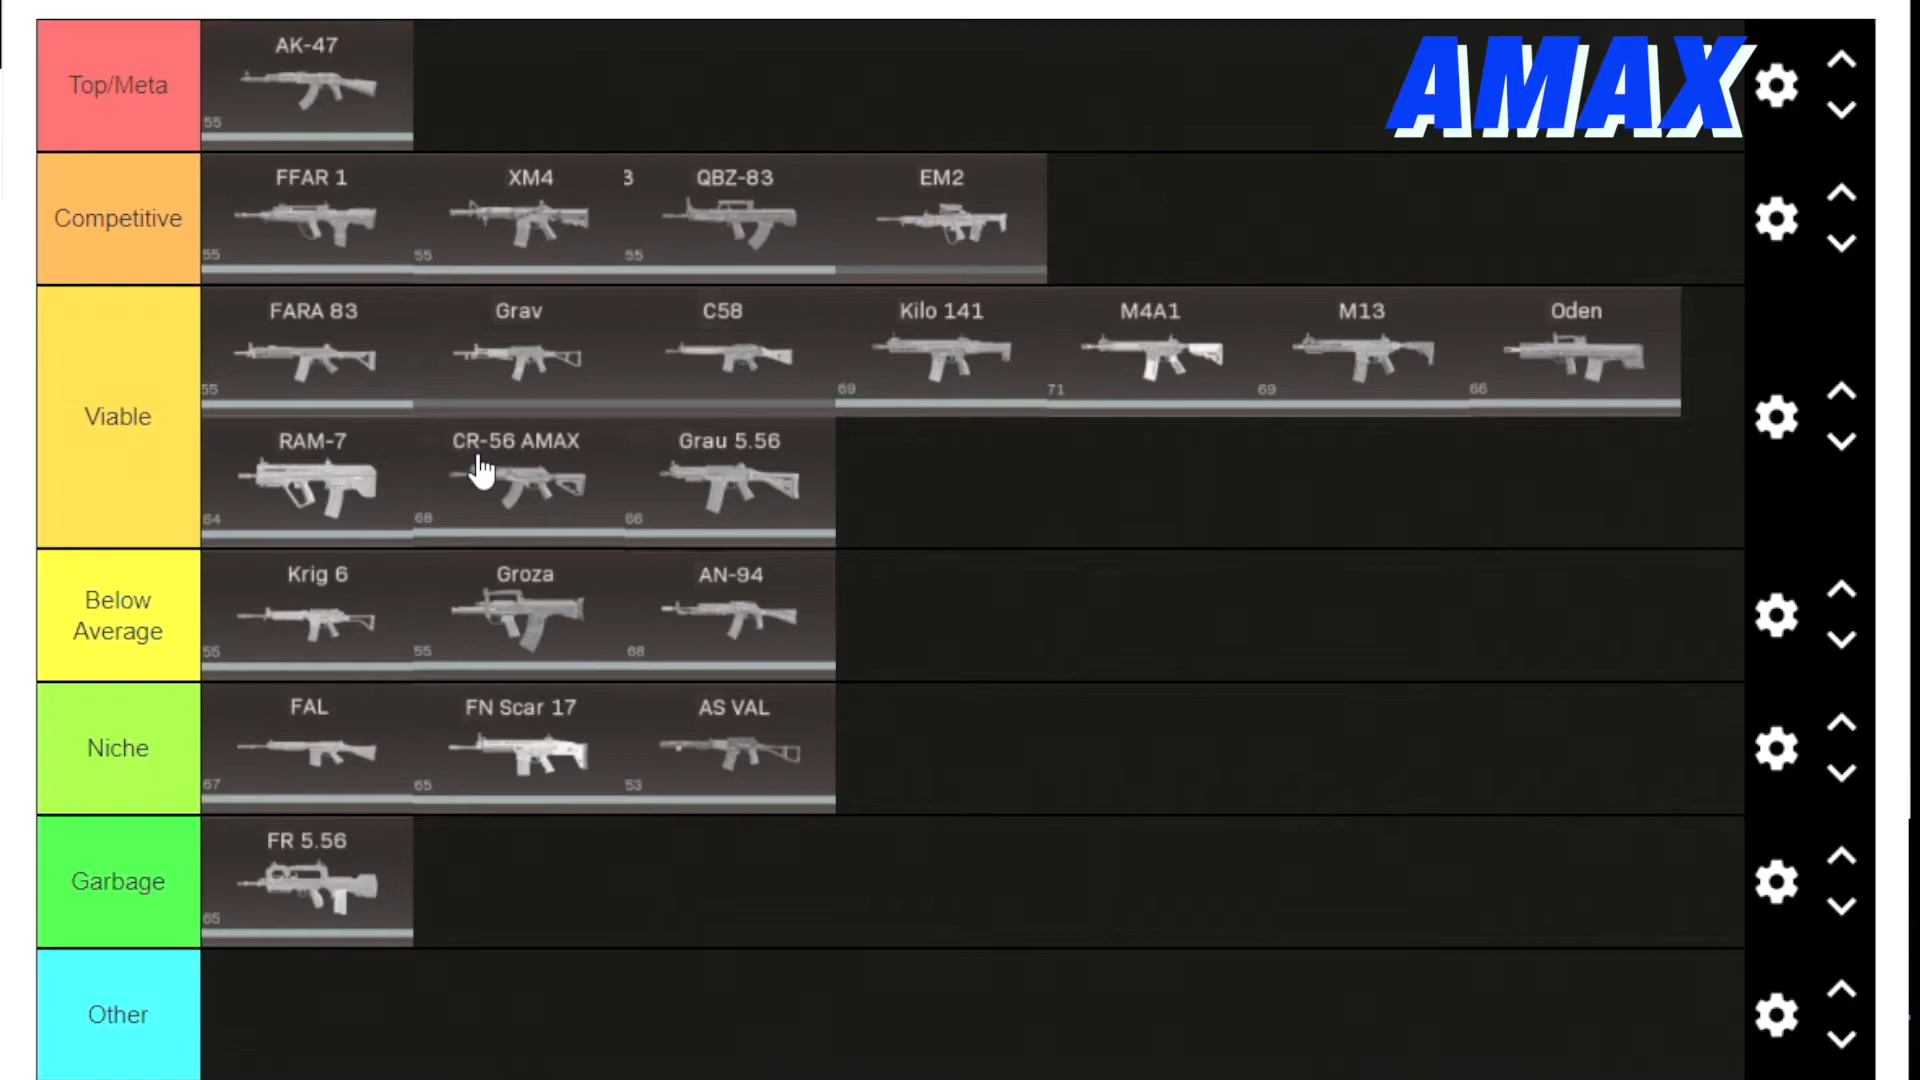 AMAX
Top/Meta
AK-47
55
Competitive
FFAR 1
55
XM4
55
3
QBZ-83
55
EM2
Viable
FARA 83
55
Grav
C58
Kilo 141
69
M4A1
71
M13
69
Oden
66
RAM-7
64
CR-56 AMAX
68
Grau 5.56
66
Below
Average
Krig 6
55
Groza
55
AN-94
68
Niche
FAL
67
FN Scar 17
65
AS VAL
53
Garbage
FR 5.56
65
Other